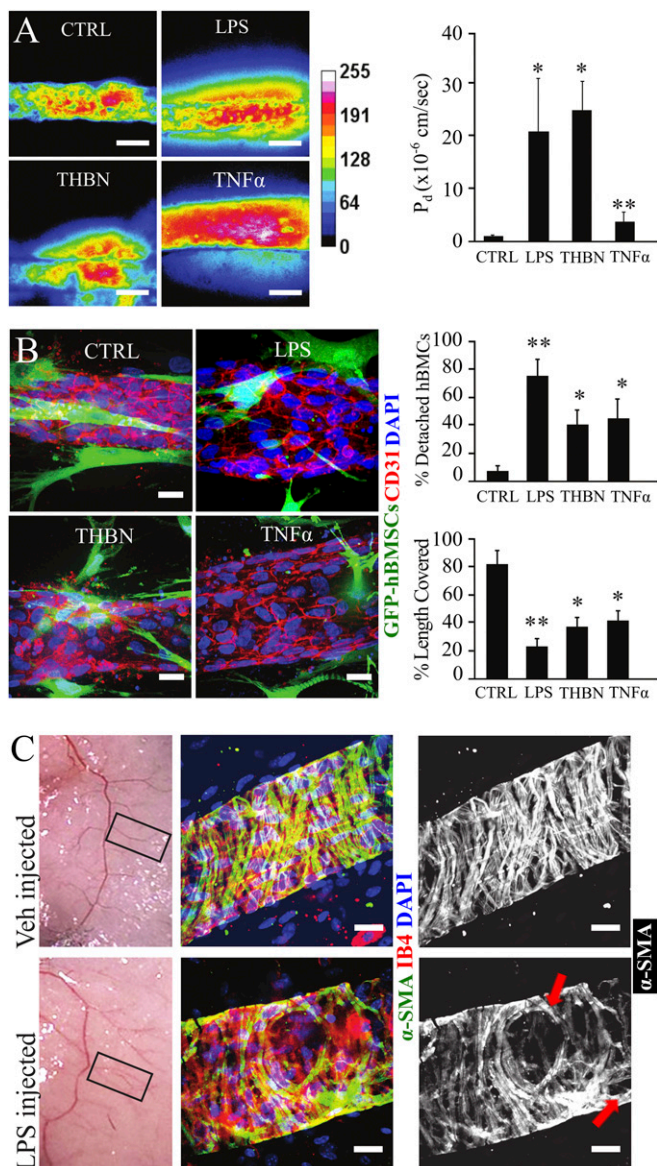 A
CTRL
LPS
THBN
TNFα
255
191
128
64
0
P_d (x10^-6 cm/sec)
40
30
20
10
0
*
*
**
CTRL LPS THBN TNFα
B
CTRL
LPS
THBN
TNFα
GFP-hBMSCs CD31 DAPI
% Detached hBMCs
100
80
60
40
20
0
**
*
*
CTRL LPS THBN TNFα
% Length Covered
100
80
60
40
20
0
**
*
*
CTRL LPS THBN TNFα
C
Veh injected
LPS injected
α-SMA IB4 DAPI
α-SMA